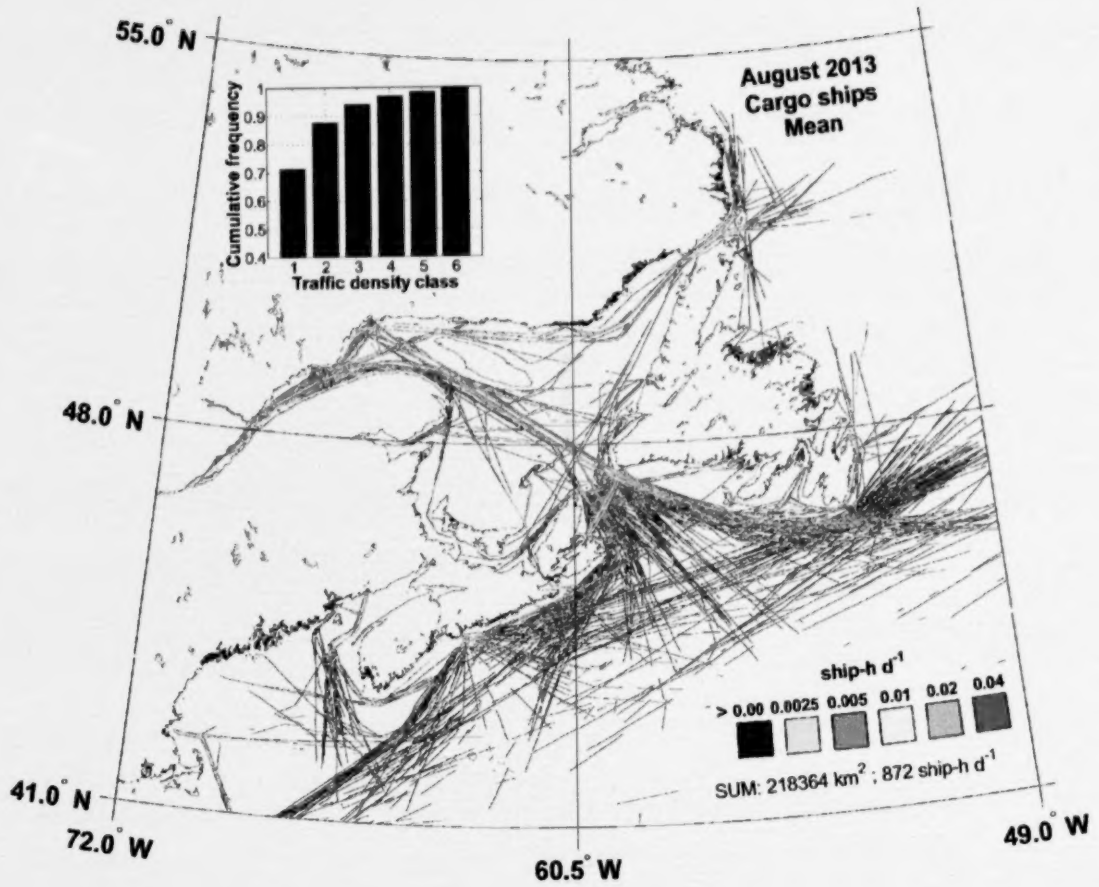 55.0° N
August 2013
Cargo ships
Mean
Cumulative frequency
1
0.9
0.8
0.7
0.6
0.5
0.4
1 2 3 4 5 6
Traffic density class
48.0° N
ship-h d⁻¹
> 0.00 0.0025 0.005 0.01 0.02 0.04
SUM: 218364 km² ; 872 ship-h d⁻¹
41.0° N
72.0° W
60.5° W
49.0° W